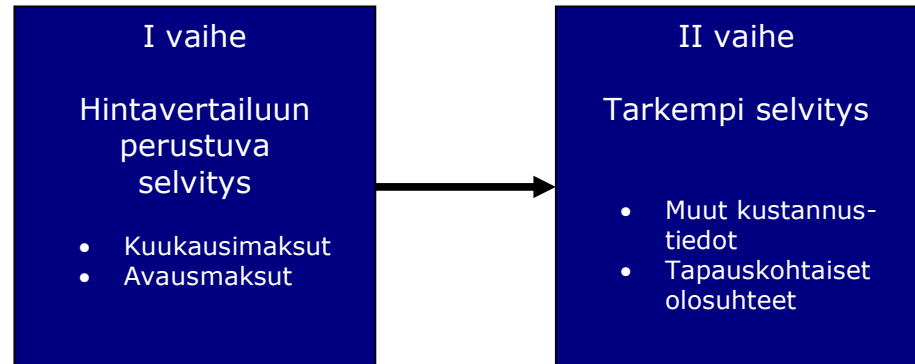 I vaihe
Hintavertailuun
perustuva
selvitys
• Kuukausimaksut
• Avausmaksut
II vaihe
Tarkempi selvitys
• Muut kustannus-
tiedot
• Tapauskohtaiset
olosuhteet